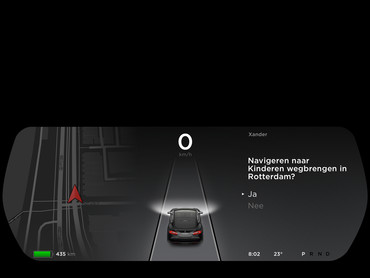 0
km/h
Xander
Navigeren naar
Kinderen wegbrengen in
Rotterdam?
Ja
Nee
435 km
8:02 23° P R N D